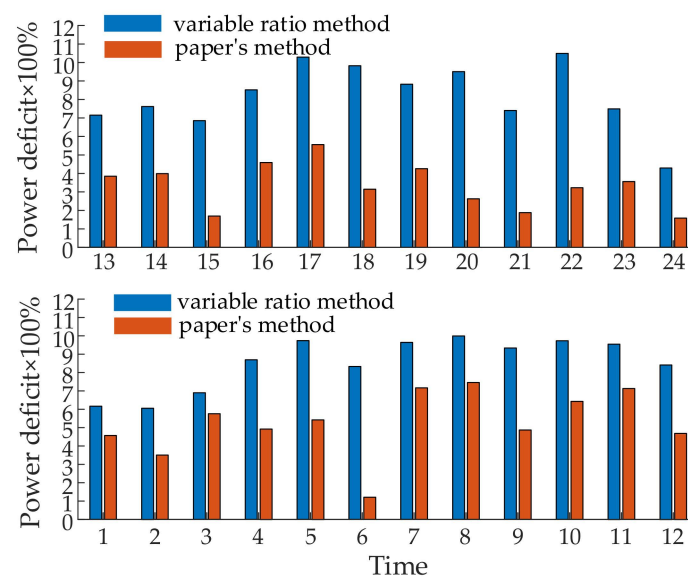 12
11
10
9
8
7
6
5
4
3
2
1
0
Power deficit×100%
variable ratio method
paper's method
13 14 15 16 17 18 19 20 21 22 23 24
12
11
10
9
8
7
6
5
4
3
2
1
0
Power deficit×100%
variable ratio method
paper's method
1 2 3 4 5 6 7 8 9 10 11 12
Time